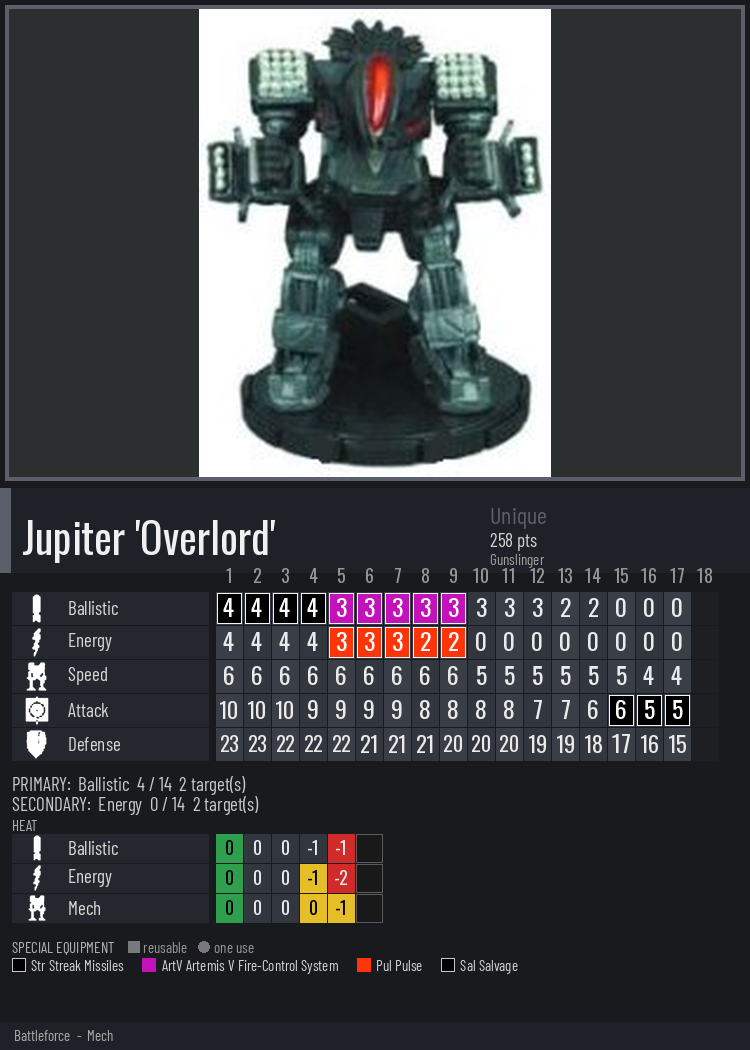 Jupiter 'Overlord'
Unique
258 pts
Gunslinger
1 2 3 4 5 6 7 8 9 10 11 12 13 14 15 16 17 18
Ballistic 4 4 4 4 3 3 3 3 3 3 3 3 2 2 0 0 0
Energy 4 4 4 4 3 3 3 2 2 0 0 0 0 0 0 0 0
Speed 6 6 6 6 6 6 6 6 6 5 5 5 5 5 5 4 4
Attack 10 10 10 9 9 9 9 8 8 8 8 7 7 6 6 5 5
Defense 23 23 22 22 22 21 21 21 20 20 20 19 19 18 17 16 15
PRIMARY: Ballistic 4 / 14 2 target(s)
SECONDARY: Energy 0 / 14 2 target(s)
HEAT
Ballistic 0 0 0 -1 -1
Energy 0 0 0 -1 -2
Mech 0 0 0 0 -1
SPECIAL EQUIPMENT reusable one use
Str Streak Missiles ArtV Artemis V Fire-Control System Pul Pulse Sal Salvage
Battleforce - Mech